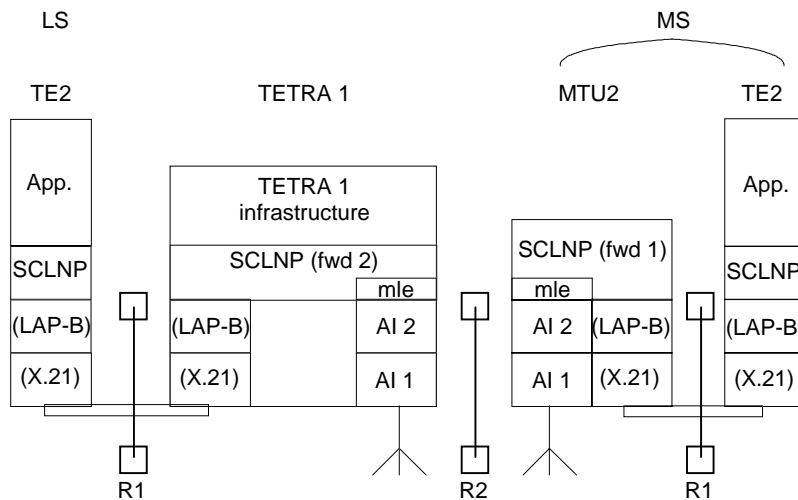 LS
MS
TE2
TETRA 1
MTU2
TE2
App.
TETRA 1
infrastructure
App.
SCLNP
SCLNP (fwd 2)
SCLNP (fwd 1)
SCLNP
mle
mle
(LAP-B)
(LAP-B)
AI 2
AI 2
(LAP-B)
(LAP-B
(X.21)
(X.21)
AI 1
AI 1
(X.21)
(X.21)
R1
R2
R1